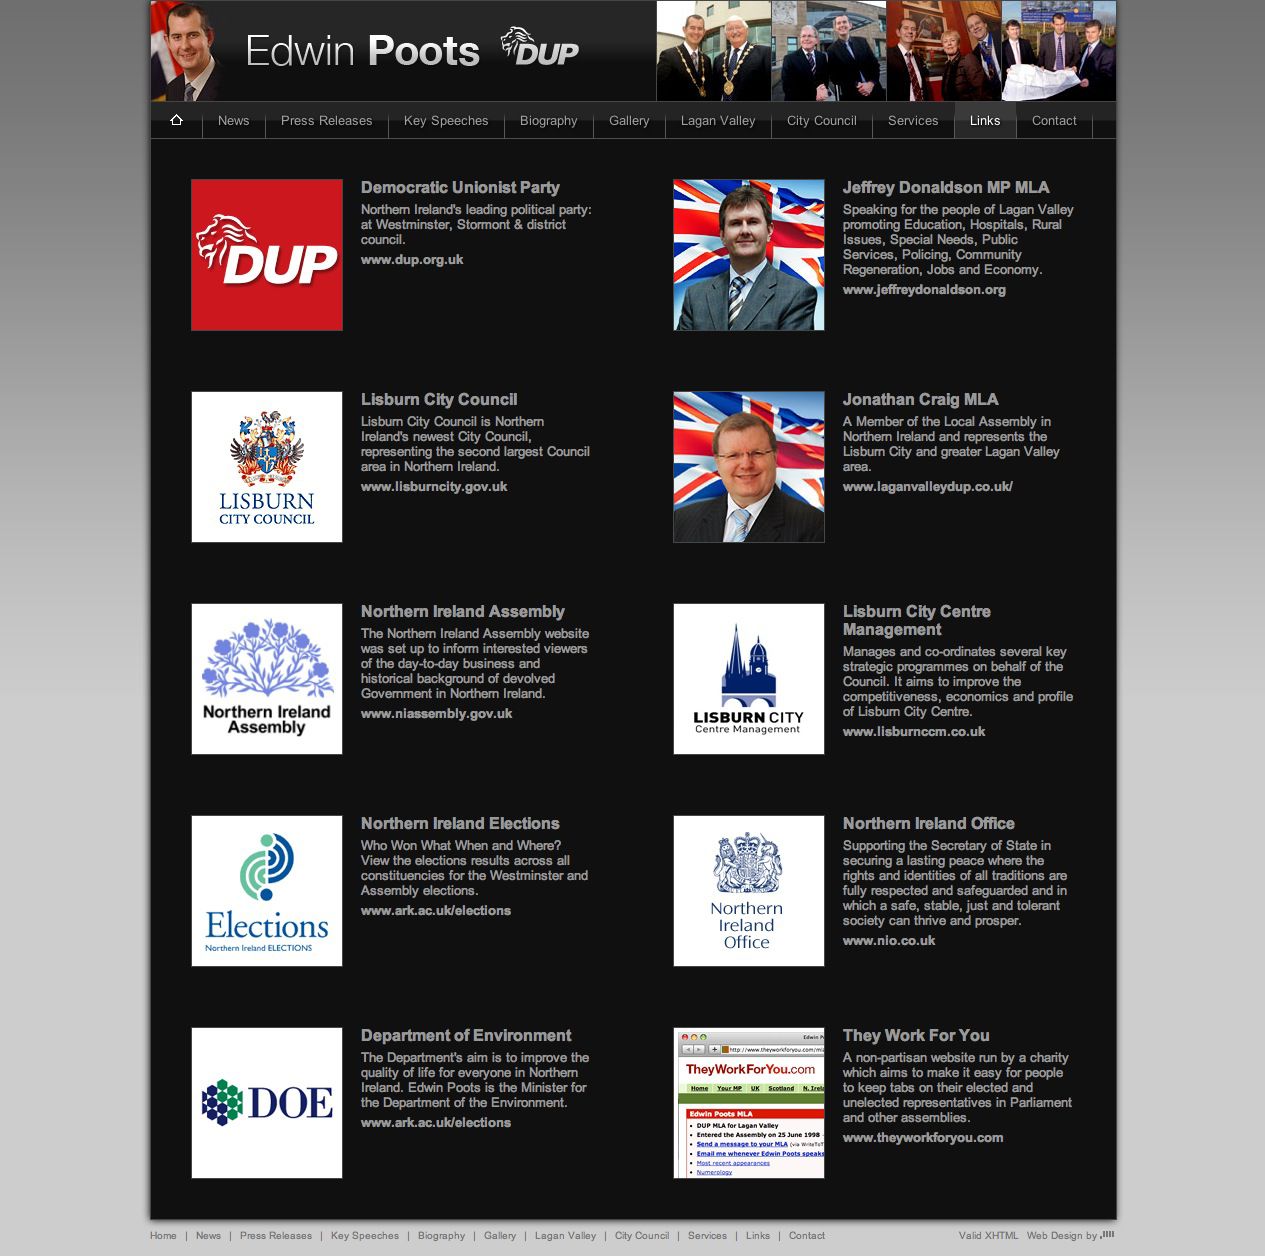 Edwin Poots DUP
News
Press Releases
Key Speeches
Biography
Gallery
Lagan Valley
City Council
Services
Links
Contact
DUP
Democratic Unionist Party
Northern Ireland's leading political party:
at Westminster, Stormont & district
council.
www.dup.org.uk
Jeffrey Donaldson MP MLA
Speaking for the people of Lagan Valley
promoting Education, Hospitals, Rural
Issues, Special Needs, Public
Services, Policing, Community
Regeneration, Jobs and Economy.
www.jeffreydonaldson.org
LISBURN
CITY COUNCIL
Lisburn City Council
Lisburn City Council is Northern
Ireland's newest City Council,
representing the second largest Council
area in Northern Ireland.
www.lisburncity.gov.uk
Jonathan Craig MLA
A Member of the Local Assembly in
Northern Ireland and represents the
Lisburn City and greater Lagan Valley
area.
www.laganvalleydup.co.uk/
Northern Ireland
Assembly
Northern Ireland Assembly
The Northern Ireland Assembly website
was set up to inform interested viewers
of the day-to-day business and
historical background of devolved
Government in Northern Ireland.
www.niassembly.gov.uk
LISBURN CITY
Centre Management
Lisburn City Centre
Management
Manages and co-ordinates several key
strategic programmes on behalf of the
Council. It aims to improve the
competitiveness, economics and profile
of Lisburn City Centre.
www.lisburnccm.co.uk
Elections
Northern Ireland ELECTIONS
Northern Ireland Elections
Who Won What When and Where?
View the elections results across all
constituencies for the Westminster and
Assembly elections.
www.ark.ac.uk/elections
Northern
Ireland
Office
Northern Ireland Office
Supporting the Secretary of State in
securing a lasting peace where the
rights and identities of all traditions are
fully respected and safeguarded and in
which a safe, stable, just and tolerant
society can thrive and prosper.
www.nio.co.uk
DOE
Department of Environment
The Department's aim is to improve the
quality of life for everyone in Northern
Ireland. Edwin Poots is the Minister for
the Department of the Environment.
www.ark.ac.uk/elections
Edwin P
http://www.theyworkforyou.com/mla
TheyWorkForYou.com
Home Your MP UK Scotland N. Irela
Edwin Poots MLA
DUP MLA for Lagan Valley
Entered the Assembly on 25 June 1998
Send a message to your MLA (via WriteToT
Email me whenever Edwin Poots speaks
Most recent appearances
Numerology
They Work For You
A non-partisan website run by a charity
which aims to make it easy for people
to keep tabs on their elected and
unelected representatives in Parliament
and other assemblies.
www.theyworkforyou.com
Home | News | Press Releases | Key Speeches | Biography | Gallery | Lagan Valley | City Council | Services | Links | Contact
Valid XHTML Web Design by